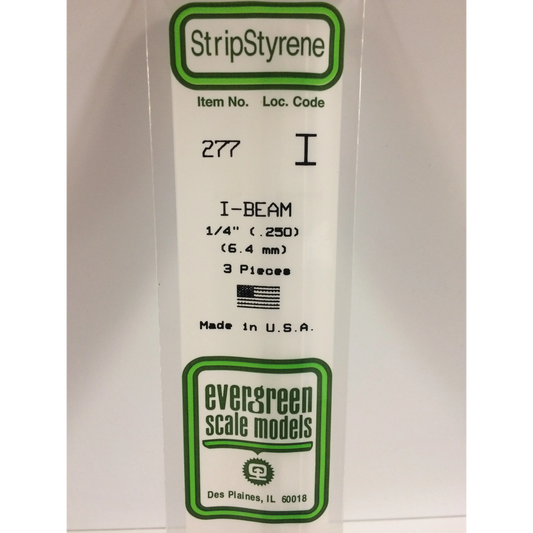 StripStyrene
Item No. Loc. Code
277 I
I-BEAM
1/4" (.250)
(6.4 mm)
3 Pieces
Made in U.S.A.
evergreen
scale models
Des Plaines, IL 60018